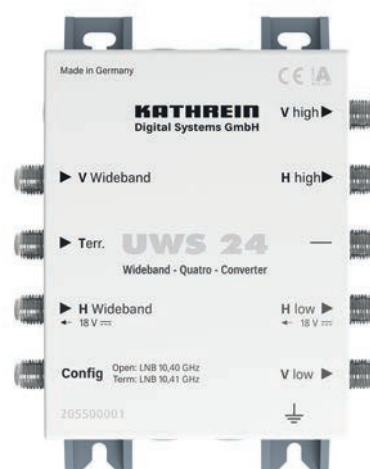 Made in Germany
CE A
KATHREIN
Digital Systems GmbH
V high ▶
▶ V Wideband
H high ▶
▶ Terr.
UWS 24
—
Wideband - Quatro - Converter
▶ H Wideband
◄- 18 V ⎓
H low ▶
◄- 18 V ⎓
Config
Open: LNB 10,40 GHz
Term: LNB 10,41 GHz
V low ▶
205500001